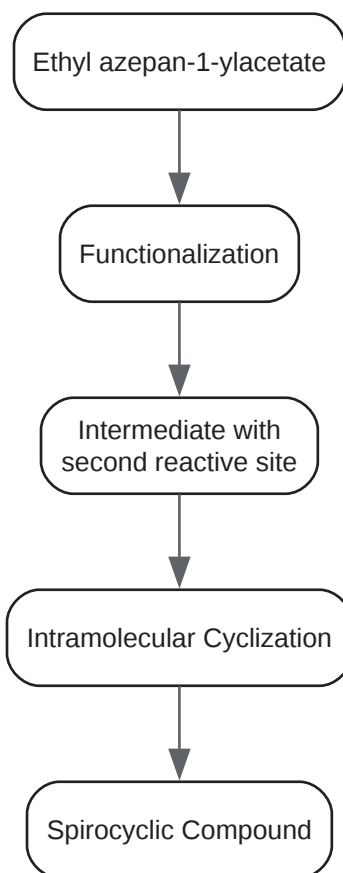 Ethyl azepan-1-ylacetate
Functionalization
Intermediate with
second reactive site
Intramolecular Cyclization
Spirocyclic Compound